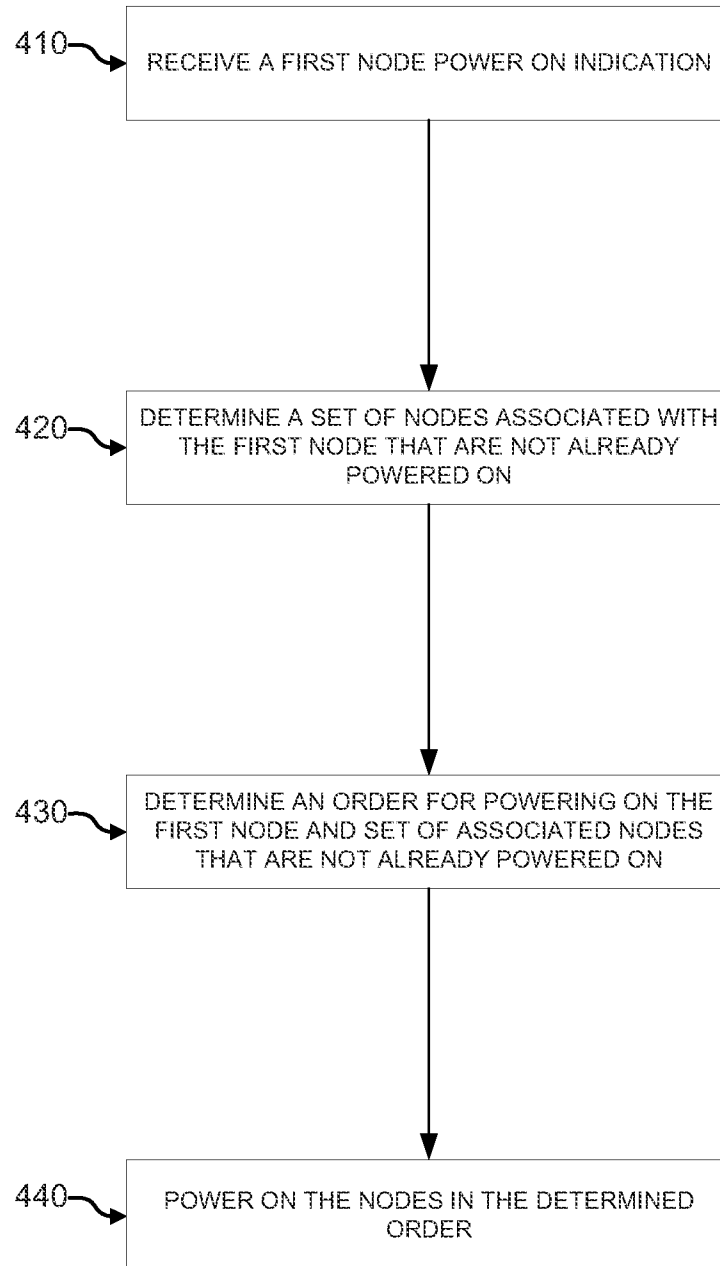 410
RECEIVE A FIRST NODE POWER ON INDICATION
420
DETERMINE A SET OF NODES ASSOCIATED WITH
THE FIRST NODE THAT ARE NOT ALREADY
POWERED ON
430
DETERMINE AN ORDER FOR POWERING ON THE
FIRST NODE AND SET OF ASSOCIATED NODES
THAT ARE NOT ALREADY POWERED ON
440
POWER ON THE NODES IN THE DETERMINED
ORDER